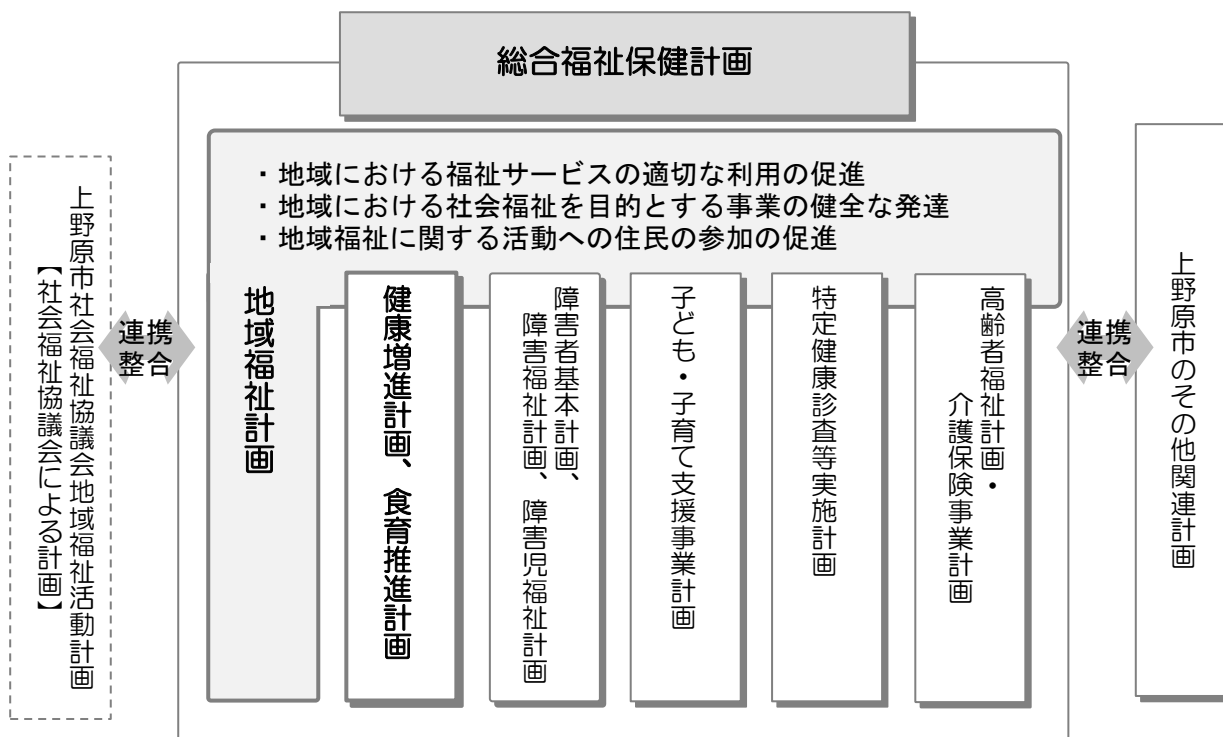 総合福祉保健計画
・地域における福祉サービスの適切な利用の促進
・地域における社会福祉を目的とする事業の健全な発達
・地域福祉に関する活動への住民の参加の促進
上野原市社会福祉協議会地域福祉活動計画
【社会福祉協議会による計画】
連携
整合
地域福祉計画
健康増進計画、食育推進計画
障害者基本計画、
障害福祉計画、障害児福祉計画
子ども・子育て支援事業計画
特定健康診査等実施計画
高齢者福祉計画・
介護保険事業計画
連携
整合
上野原市のその他関連計画